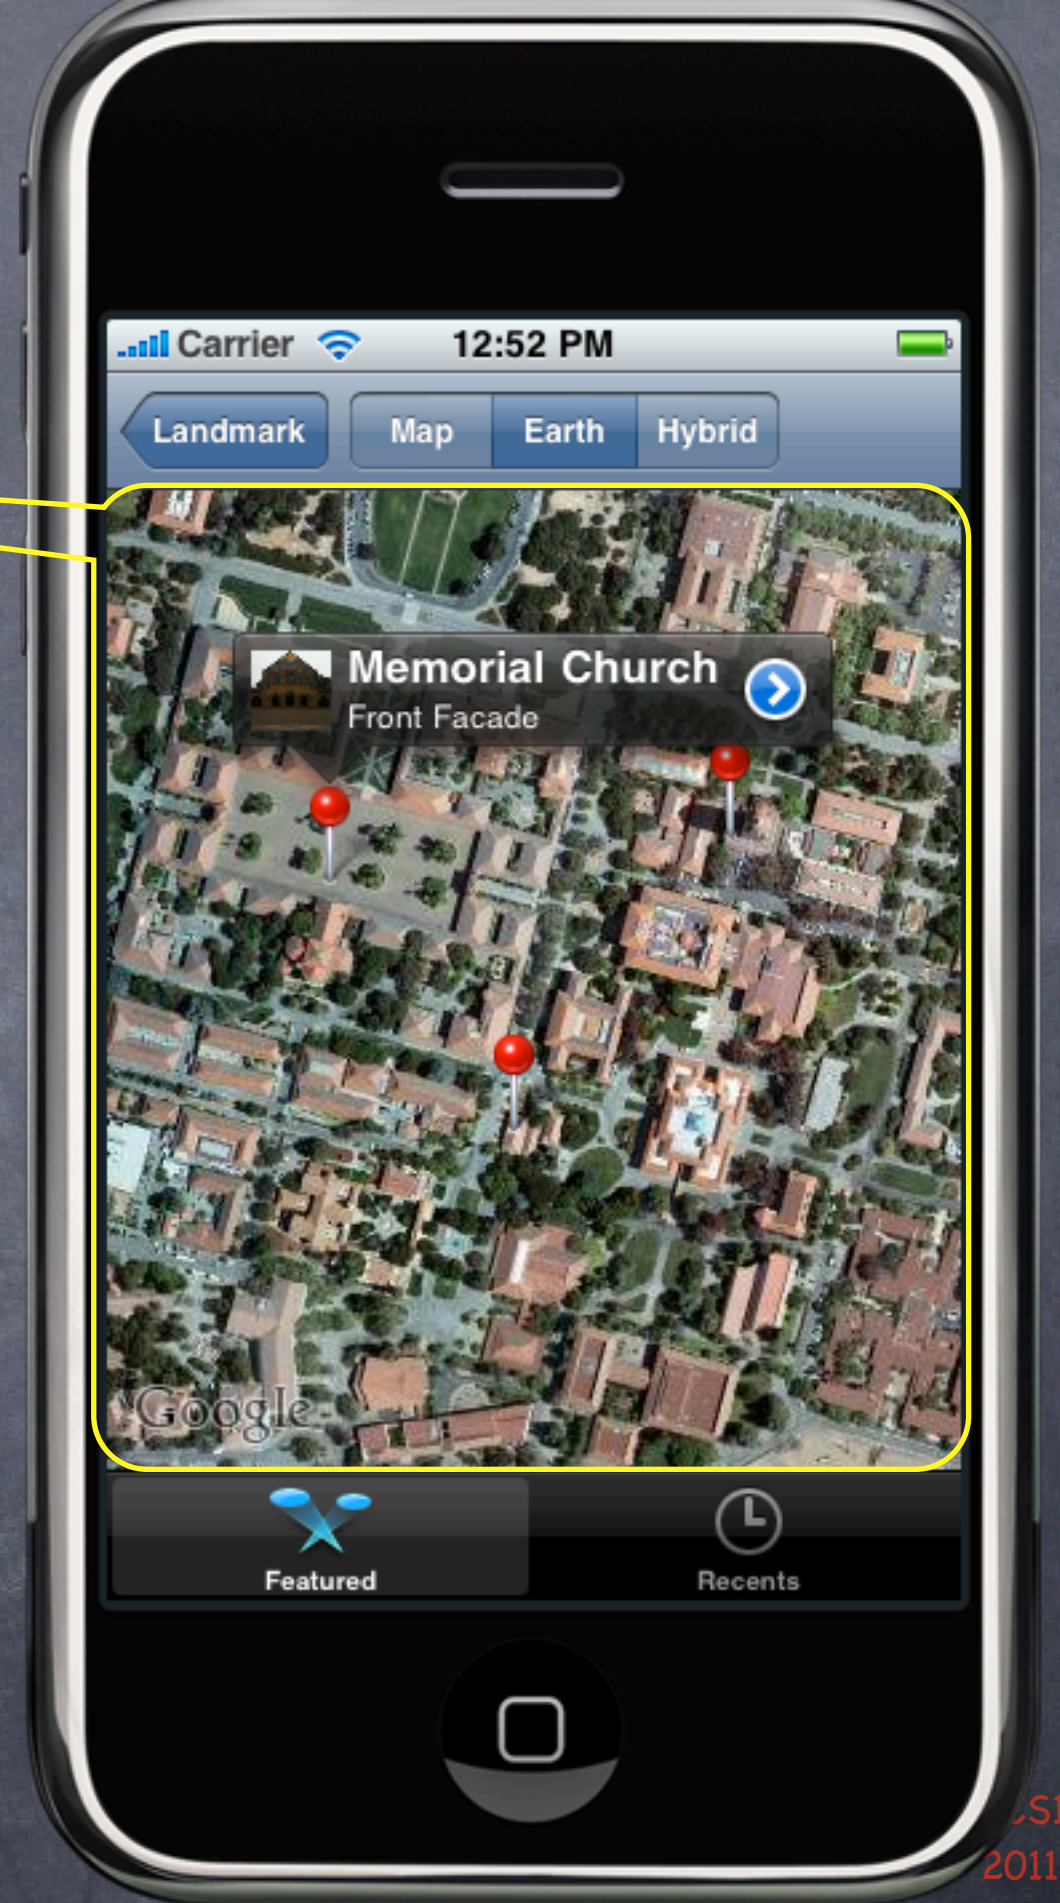 Carrier 12:52 PM
Landmark Map Earth Hybrid
Memorial Church
Front Facade
Google
Featured Recents
2011